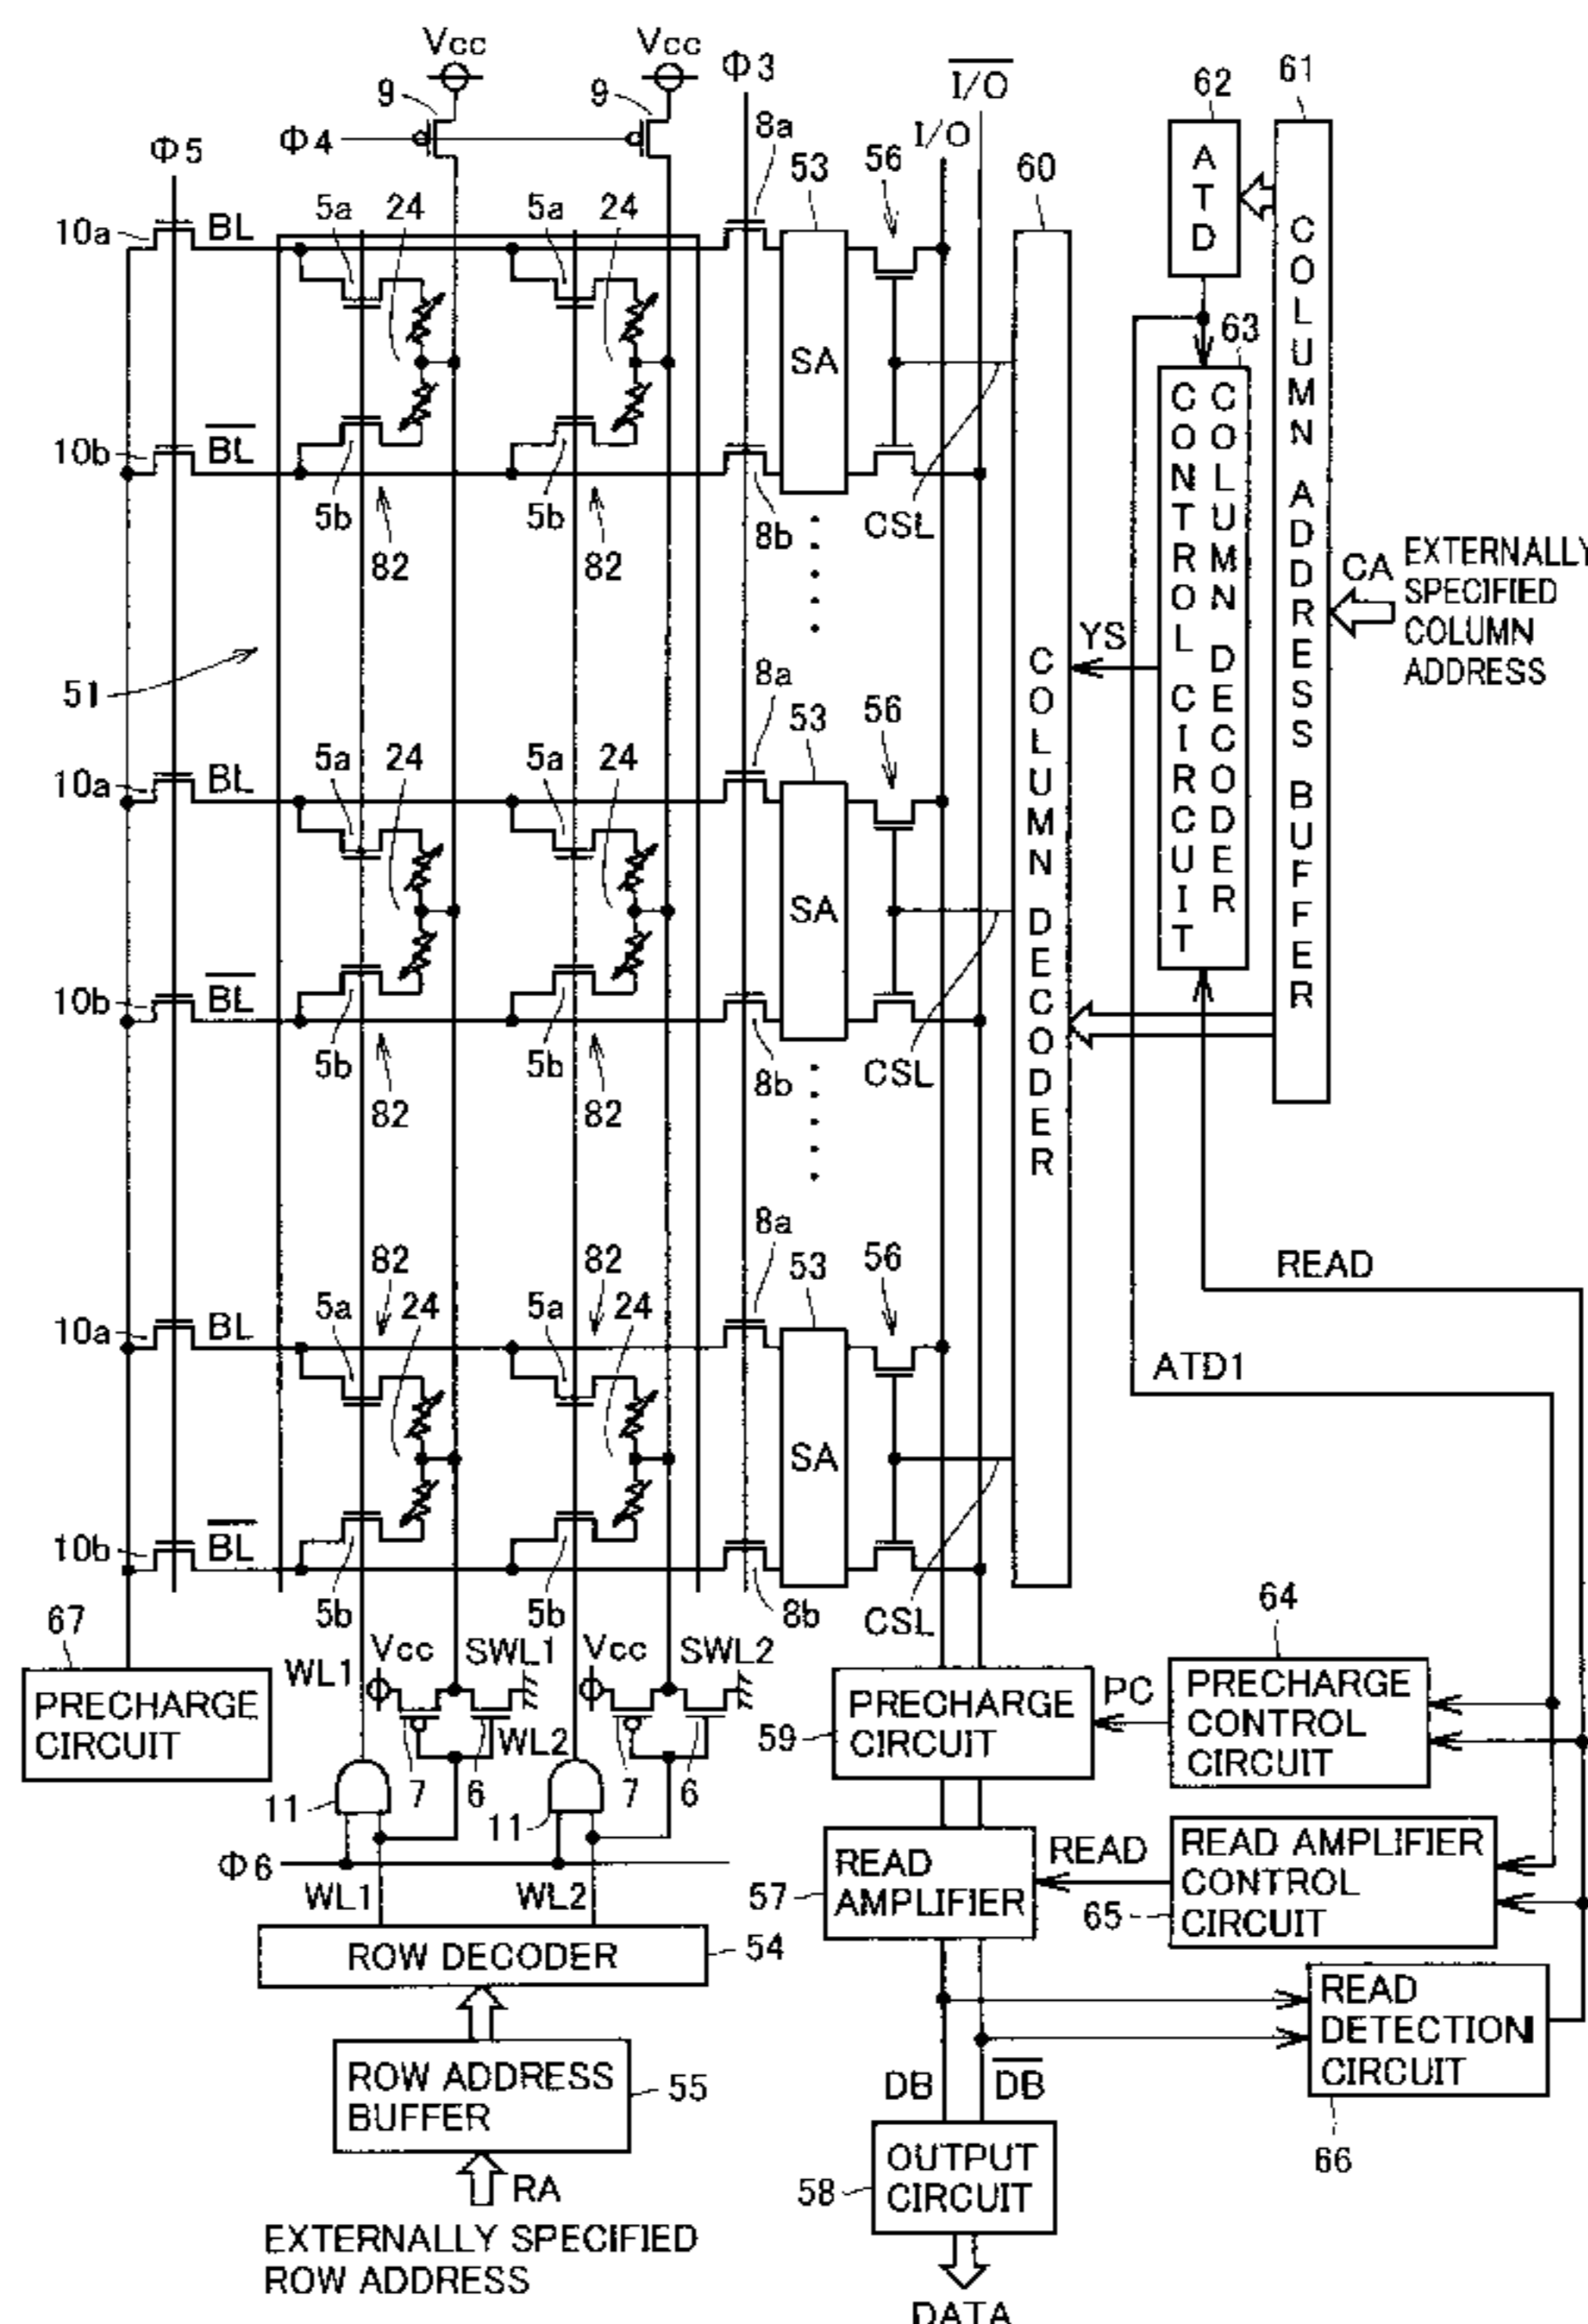 Vcc
Vcc
Φ3
I/O
I/O
62
61
9
9
Φ4
8a
53
56
60
Φ5
10a
BL
5a
24
5a
24
ATD
COLUMN ADDRESS BUFFER
63
SA
COLUMN DECODER CONTROL CIRCUIT
10b
BL
5b
82
5b
82
8b
CSL
CA
EXTERNALLY
SPECIFIED
COLUMN
ADDRESS
YS
COLUMN DECODER
51
8a
53
56
10a
BL
5a
24
5a
24
SA
10b
BL
5b
82
5b
82
8b
CSL
8a
53
56
READ
82
82
10a
BL
5a
24
5a
24
ATD1
SA
10b
BL
5b
5b
8b
CSL
64
67
PRECHARGE
CIRCUIT
WL1
Vcc
SWL1
Vcc
SWL2
WL2
7
6
7
6
11
11
PRECHARGE
CIRCUIT
59
PC
PRECHARGE
CONTROL
CIRCUIT
Φ6
WL1
WL2
READ
AMPLIFIER
57
READ
READ AMPLIFIER
CONTROL
CIRCUIT
65
ROW DECODER
54
READ
DETECTION
CIRCUIT
66
ROW ADDRESS
BUFFER
55
DB
DB
RA
EXTERNALLY SPECIFIED
ROW ADDRESS
OUTPUT
CIRCUIT
58
DATA